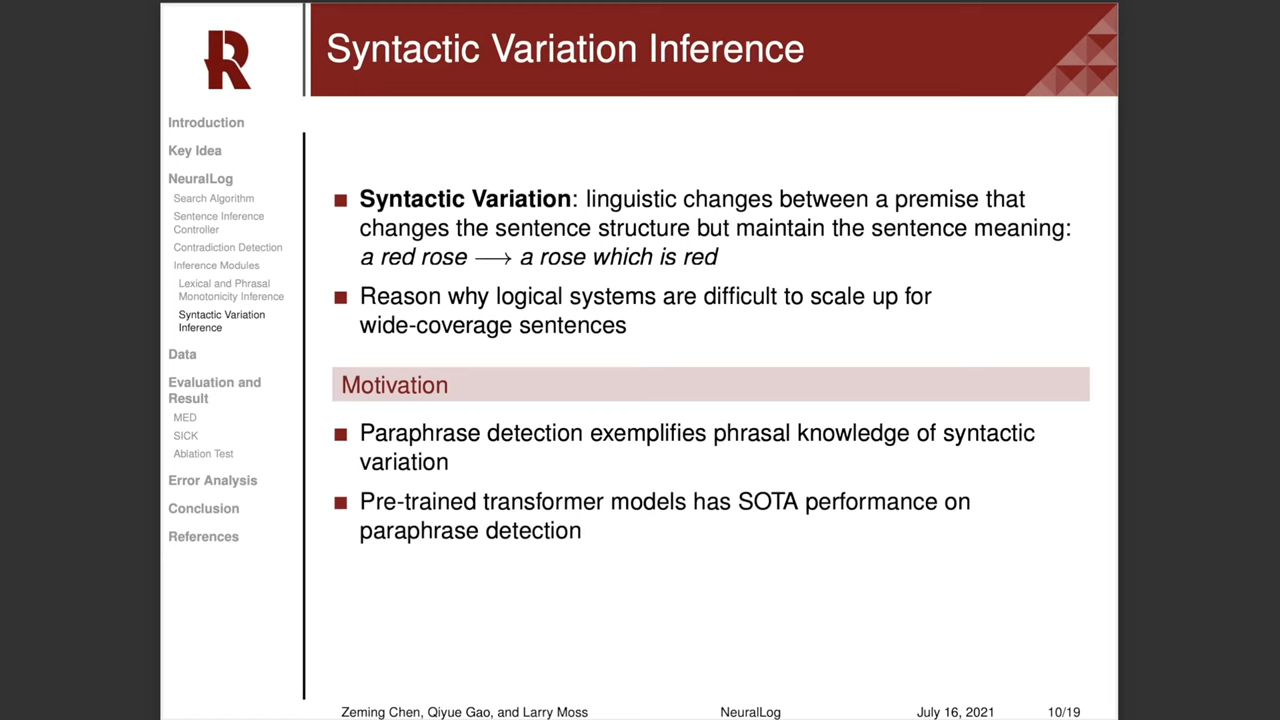 Syntactic Variation Inference
Introduction
Key Idea
NeuralLog
Search Algorithm
Sentence Inference
Controller
Contradiction Detection
Inference Modules
Lexical and Phrasal
Monotonicity Inference
Syntactic Variation
Inference
Data
Evaluation and
Result
MED
SICK
Ablation Test
Error Analysis
Conclusion
References
■ Syntactic Variation: linguistic changes between a premise that
changes the sentence structure but maintain the sentence meaning:
a red rose ⟶ a rose which is red
■ Reason why logical systems are difficult to scale up for
wide-coverage sentences
Motivation
■ Paraphrase detection exemplifies phrasal knowledge of syntactic
variation
■ Pre-trained transformer models has SOTA performance on
paraphrase detection
Zeming Chen, Qiyue Gao, and Larry Moss NeuralLog July 16, 2021 10/19